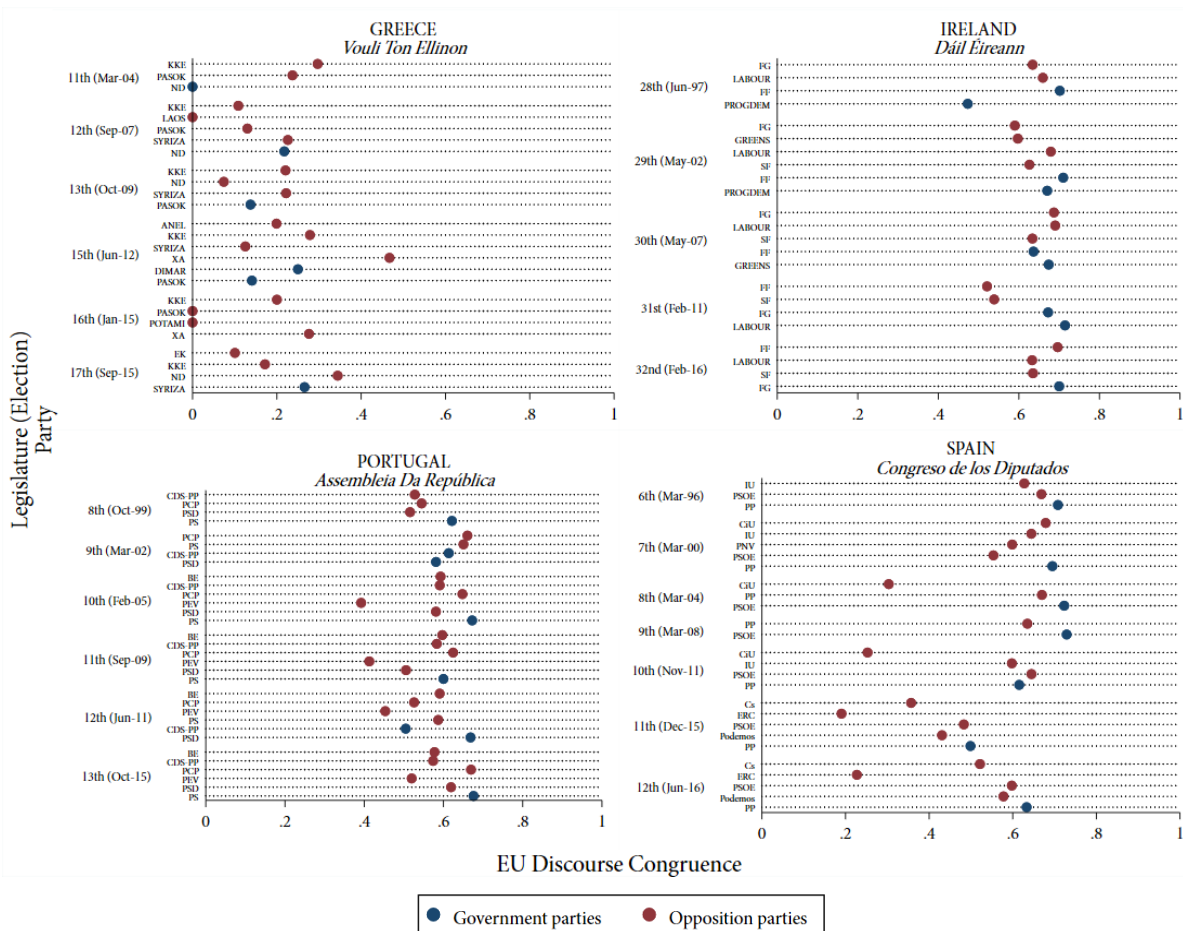 GREECE
Vouli Ton Ellinon
11th (Mar-04)
KKE
PASOK
ND
12th (Sep-07)
KKE
LAOS
PASOK
SYRIZA
ND
13th (Oct-09)
KKE
ND
SYRIZA
PASOK
15th (Jun-12)
ANEL
KKE
SYRIZA
XA
DIMAR
PASOK
16th (Jan-15)
KKE
PASOK
POTAMI
XA
17th (Sep-15)
EK
KKE
ND
SYRIZA
0 .2 .4 .6 .8 1
IRELAND
Dáil Éireann
28th (Jun-97)
FG
LABOUR
FF
PROGDEM
29th (May-02)
FG
GREENS
LABOUR
SF
FF
PROGDEM
30th (May-07)
FG
LABOUR
SF
FF
GREENS
31st (Feb-11)
FF
SF
FG
LABOUR
32nd (Feb-16)
FF
LABOUR
SF
FG
0 .2 .4 .6 .8 1
Legislature (Election)
Party
PORTUGAL
Assembleia Da República
8th (Oct-99)
CDS-PP
PCP
PSD
PS
9th (Mar-02)
PCP
PS
CDS-PP
PSD
10th (Feb-05)
BE
CDS-PP
PCP
PEV
PSD
PS
11th (Sep-09)
BE
CDS-PP
PCP
PEV
PSD
PS
12th (Jun-11)
BE
PCP
PEV
PS
CDS-PP
PSD
13th (Oct-15)
BE
CDS-PP
PCP
PEV
PSD
PS
0 .2 .4 .6 .8 1
SPAIN
Congreso de los Diputados
6th (Mar-96)
IU
PSOE
PP
7th (Mar-00)
CiU
IU
PNV
PSOE
PP
8th (Mar-04)
CiU
PP
PSOE
9th (Mar-08)
PP
PSOE
10th (Nov-11)
CiU
IU
PSOE
PP
11th (Dec-15)
Cs
ERC
PSOE
Podemos
PP
12th (Jun-16)
Cs
ERC
PSOE
Podemos
PP
0 .2 .4 .6 .8 1
EU Discourse Congruence
Government parties
Opposition parties